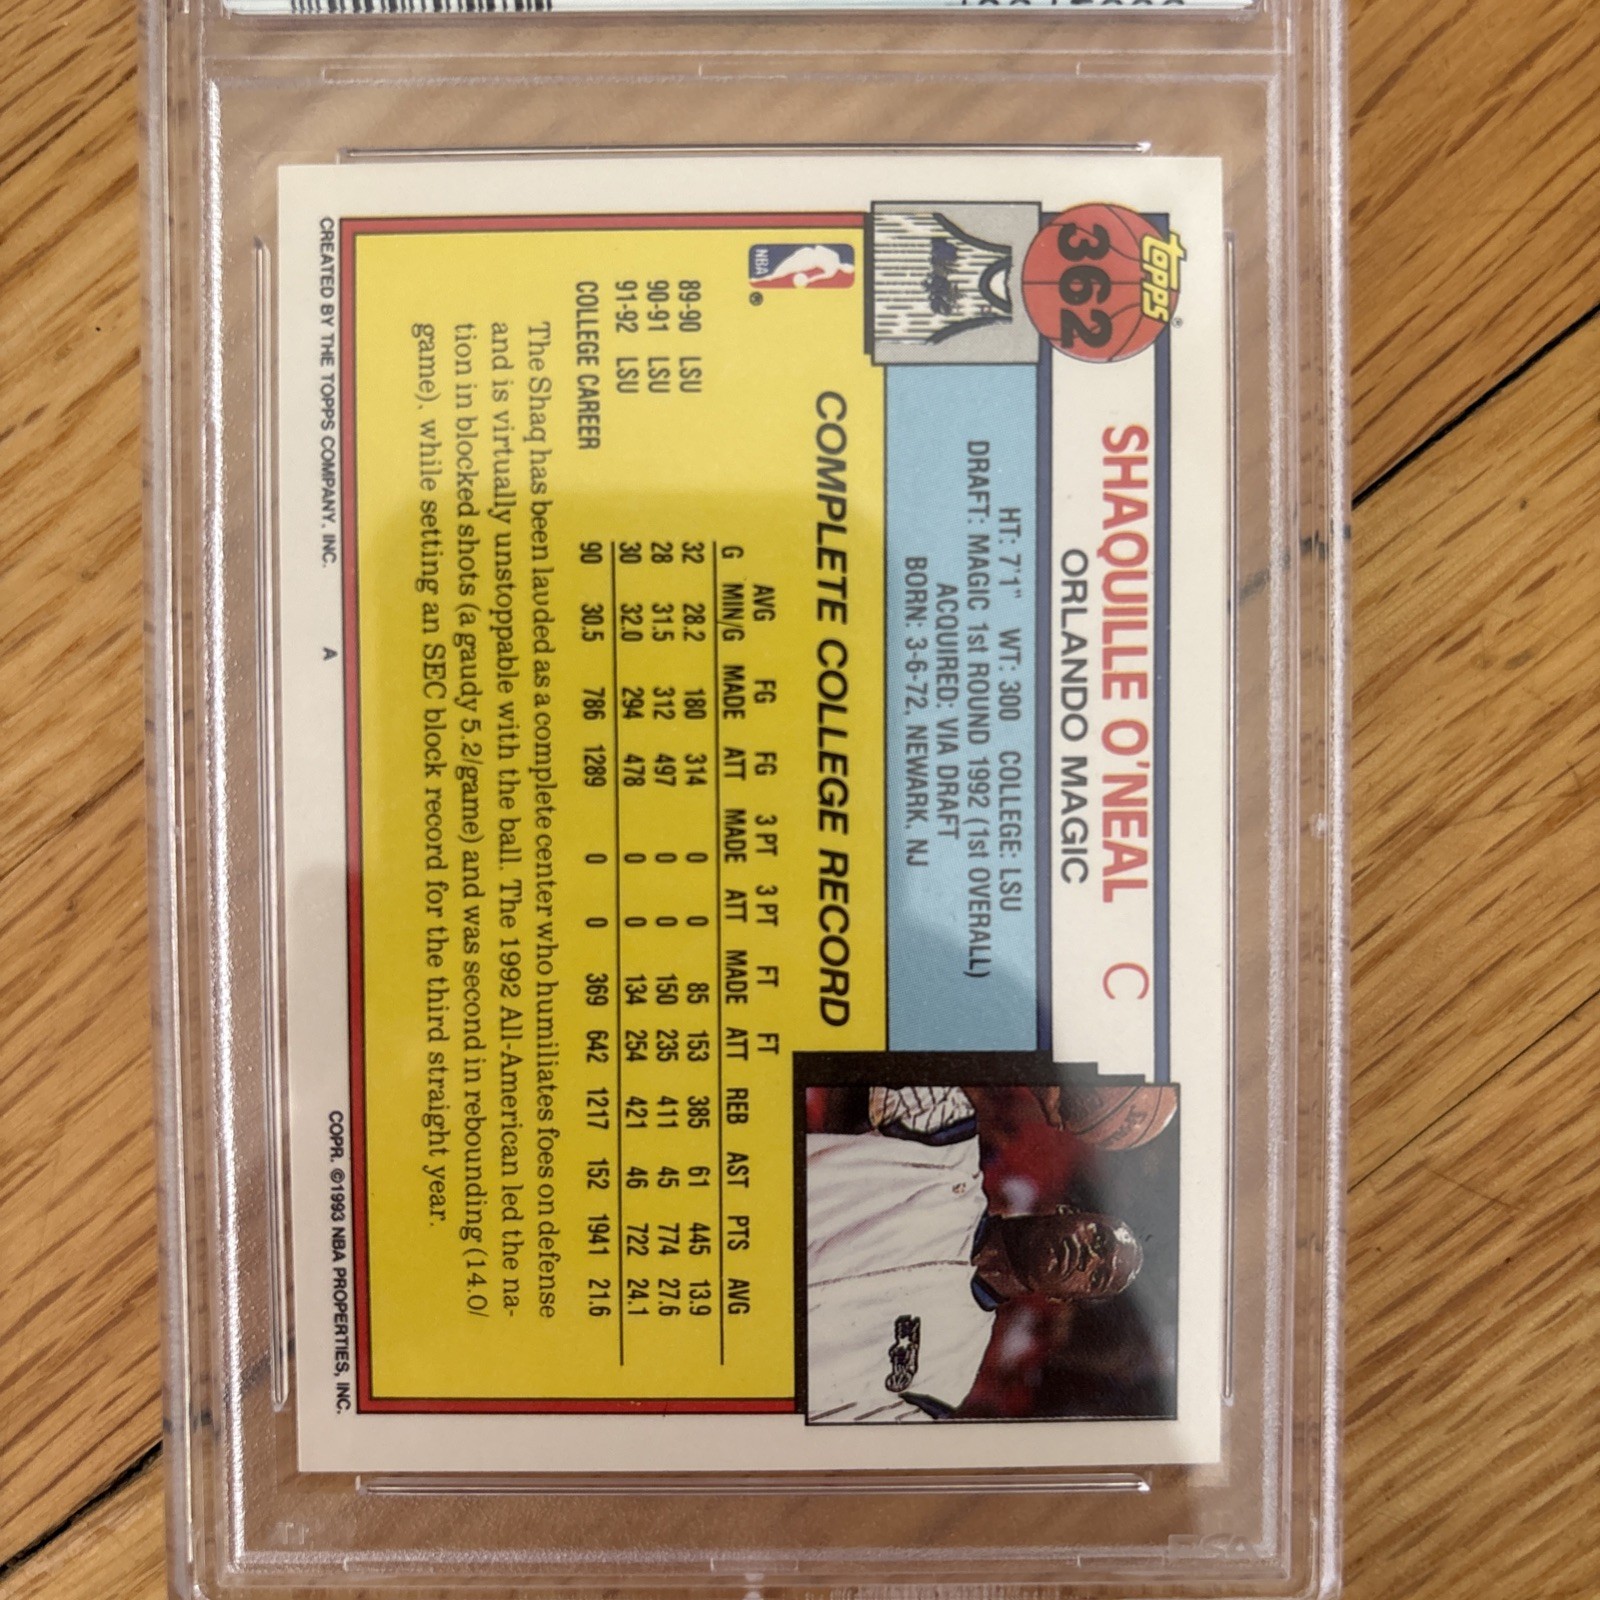 topps
362
SHAQUILLE O'NEAL C
ORLANDO MAGIC
HT: 7'1" WT: 300 COLLEGE: LSU
DRAFT: MAGIC 1st ROUND 1992 (1st OVERALL)
ACQUIRED: VIA DRAFT
BORN: 3-6-72, NEWARK, NJ
COMPLETE COLLEGE RECORD
NBA ®
AVG FG FG 3 PT 3 PT FT FT
G MIN/G MADE ATT MADE ATT MADE ATT REB AST PTS AVG
89-90 LSU 32 28.2 180 314 0 0 85 153 385 61 445 13.9
90-91 LSU 28 31.5 312 497 0 0 150 235 411 45 774 27.6
91-92 LSU 30 32.0 294 478 0 0 134 254 421 46 722 24.1
COLLEGE CAREER 90 30.5 786 1289 0 0 369 642 1217 152 1941 21.6
The Shaq has been lauded as a complete center who humiliates foes on defense
and is virtually unstoppable with the ball. The 1992 All-American led the na-
tion in blocked shots (a gaudy 5.2/game) and was second in rebounding (14.0/
game), while setting an SEC block record for the third straight year.
CREATED BY THE TOPPS COMPANY, INC. A COPR. ©1993 NBA PROPERTIES, INC.
PSA